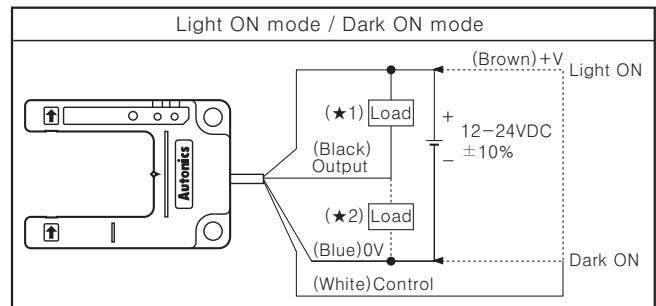 Light ON mode / Dark ON mode
(Brown)+V
Light ON
(★1) Load
+
12-24VDC
±10%
−
(Black)
Output
Autonics
(★2) Load
(Blue)0V
Dark ON
(White)Control